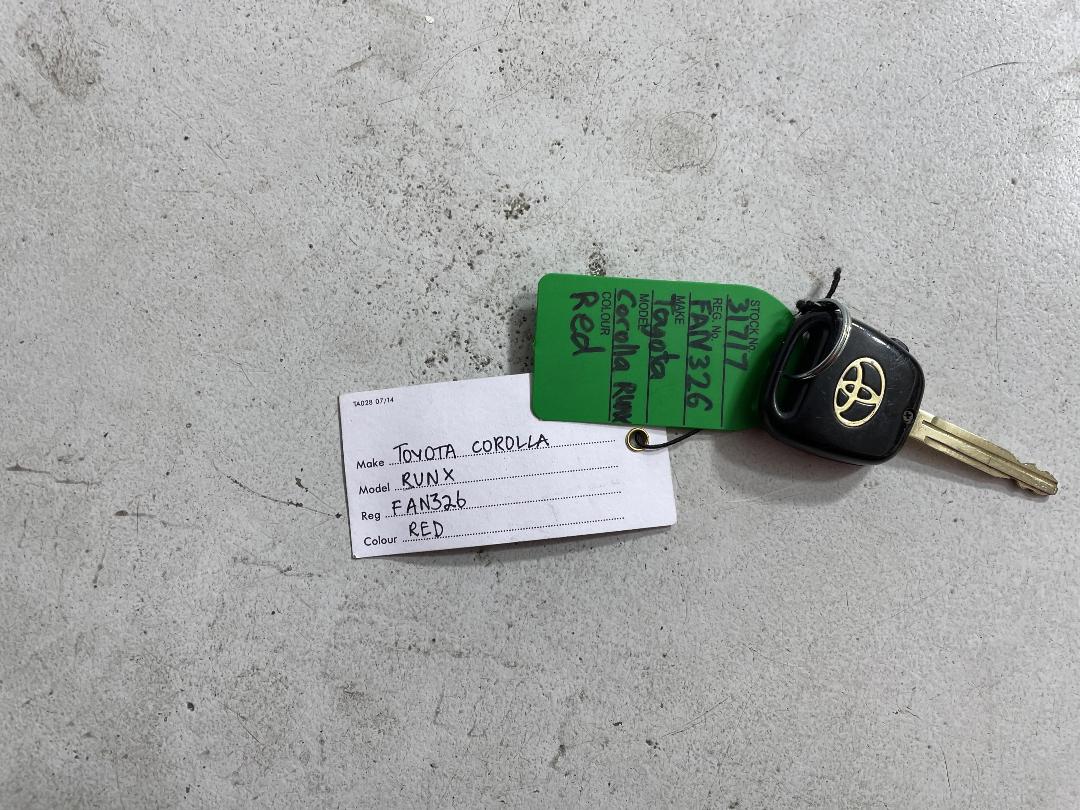 TA028 07/14
Make TOYOTA COROLLA
Model RUNX
Reg FAN326
Colour RED
STOCK No.
31717
REG. No.
FAN326
MAKE
Toyota
MODEL
Corolla RUNX
COLOUR
Red